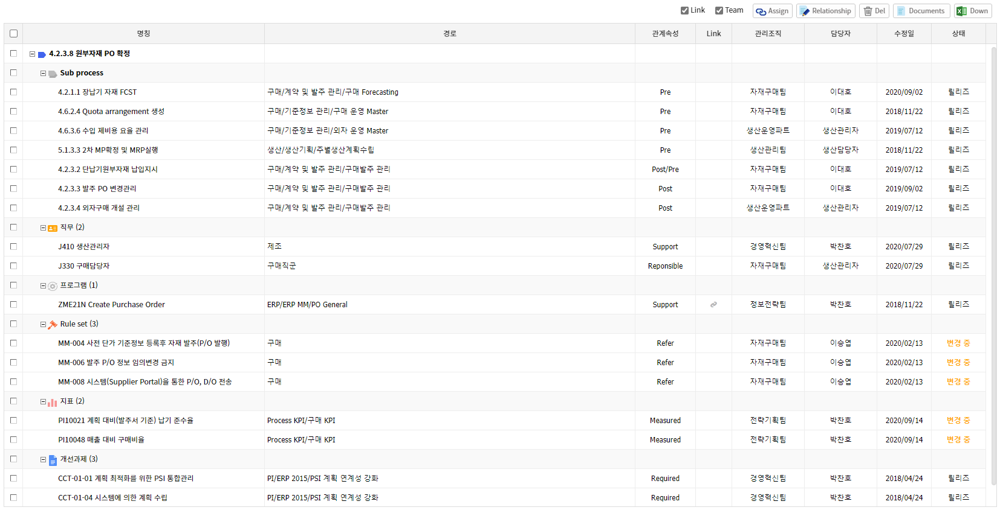 Link Team Assign Relationship Del Documents Down
명칭 경로 관계속성 Link 관리조직 담당자 수정일 상태
4.2.3.8 원부자재 PO 확정
Sub process
4.2.1.1 장납기 자재 FCST 구매/계약 및 발주 관리/구매 Forecasting Pre 자재구매팀 이대호 2020/09/02 릴리즈
4.6.2.4 Quota arrangement 생성 구매/기준정보 관리/구매 운영 Master Pre 자재구매팀 이대호 2018/11/22 릴리즈
4.6.3.6 수입 제비용 요율 관리 구매/기준정보 관리/외자 운영 Master Pre 생산운영파트 생산관리자 2019/07/12 릴리즈
5.1.3.3 2차 MP확정 및 MRP실행 생산/생산기획/주별생산계획수립 Pre 생산관리팀 생산담당자 2018/11/22 릴리즈
4.2.3.2 단납기원부자재 납입지시 구매/계약 및 발주 관리/구매발주 관리 Post/Pre 자재구매팀 이대호 2019/07/12 릴리즈
4.2.3.3 발주 PO 변경관리 구매/계약 및 발주 관리/구매발주 관리 Post 자재구매팀 이대호 2019/09/02 릴리즈
4.2.3.4 외자구매 개설 관리 구매/계약 및 발주 관리/구매발주 관리 Post 생산운영파트 생산관리자 2019/07/12 릴리즈
직무 (2)
J410 생산관리자 제조 Support 경영혁신팀 박찬호 2020/07/29 릴리즈
J330 구매담당자 구매직군 Reponsible 자재구매팀 생산관리자 2020/07/29 릴리즈
프로그램 (1)
ZME21N Create Purchase Order ERP/ERP MM/PO General Support 정보전략팀 박찬호 2018/11/22 릴리즈
Rule set (3)
MM-004 사전 단가 기준정보 등록후 자재 발주(P/O 발행) 구매 Refer 자재구매팀 이승엽 2020/02/13 변경 중
MM-006 발주 P/O 정보 임의변경 금지 구매 Refer 자재구매팀 이승엽 2020/02/13 변경 중
MM-008 시스템(Supplier Portal)을 통한 P/O, D/O 전송 구매 Refer 자재구매팀 이승엽 2020/02/13 변경 중
지표 (2)
PI10021 계획 대비(발주서 기준) 납기 준수율 Process KPI/구매 KPI Measured 전략기획팀 박찬호 2020/09/14 변경 중
PI10048 매출 대비 구매비율 Process KPI/구매 KPI Measured 전략기획팀 박찬호 2020/09/14 변경 중
개선과제 (3)
CCT-01-01 계획 최적화를 위한 PSI 통합관리 PI/ERP 2015/PSI 계획 연계성 강화 Required 경영혁신팀 박찬호 2018/04/24 릴리즈
CCT-01-04 시스템에 의한 계획 수립 PI/ERP 2015/PSI 계획 연계성 강화 Required 경영혁신팀 박찬호 2018/04/24 릴리즈